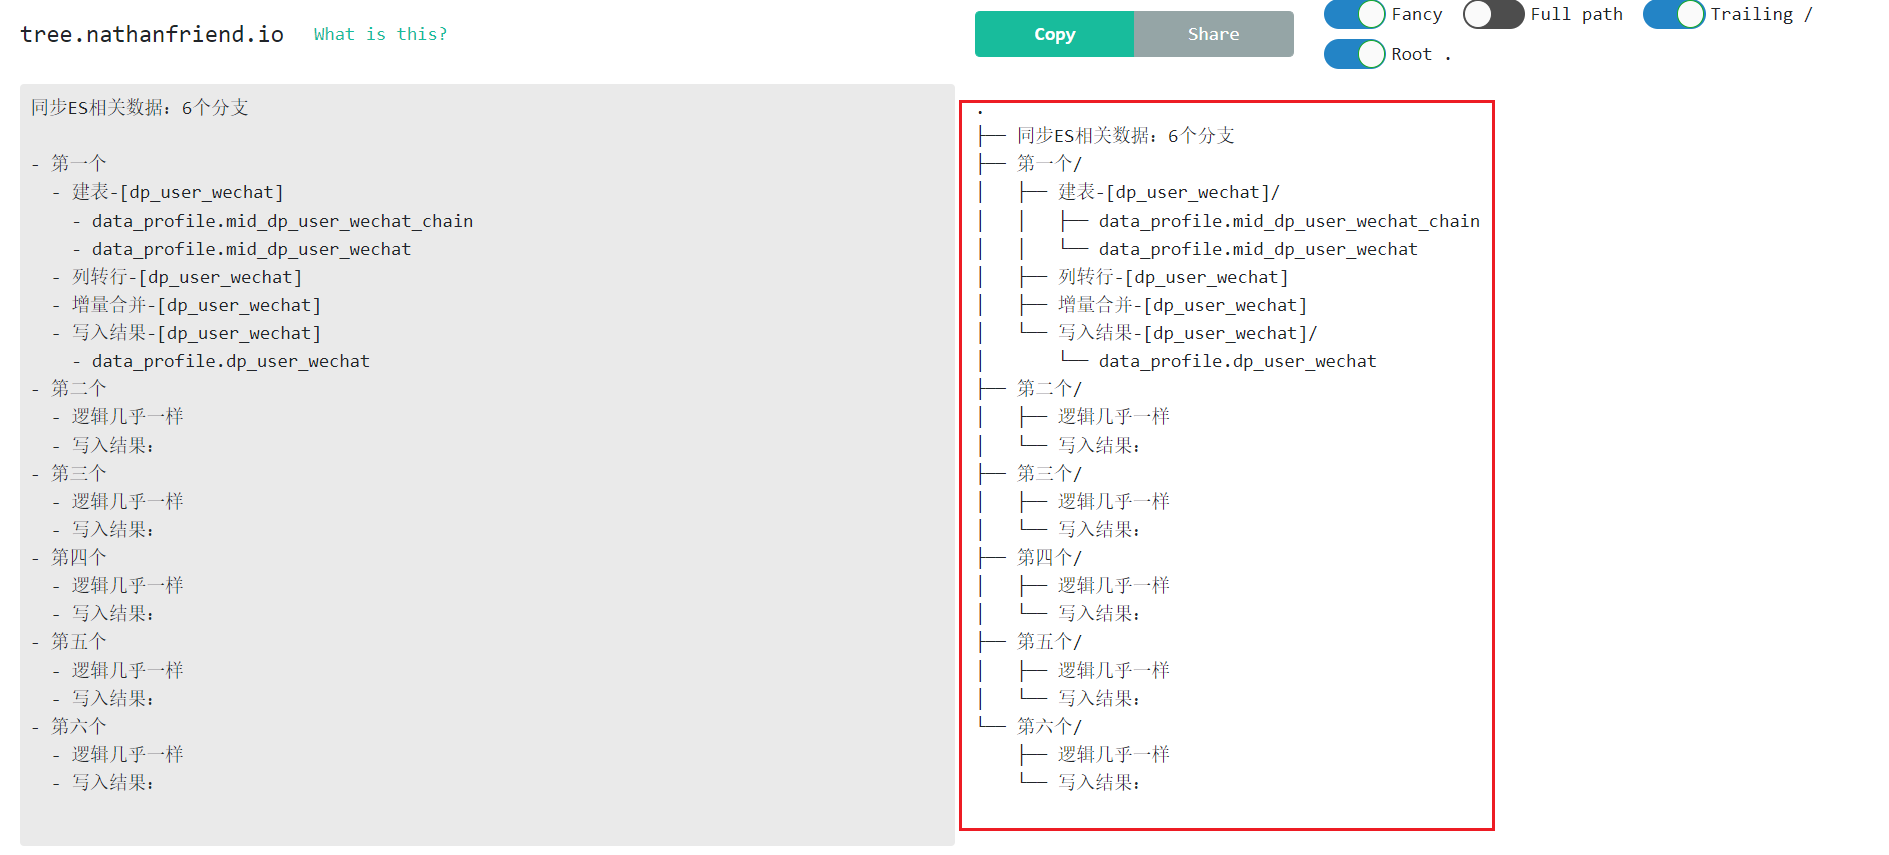 tree.nathanfriend.io What is this?
Copy Share
Fancy Full path Trailing /
Root .
同步ES相关数据：6个分支
- 第一个
  - 建表-[dp_user_wechat]
    - data_profile.mid_dp_user_wechat_chain
    - data_profile.mid_dp_user_wechat
  - 列转行-[dp_user_wechat]
  - 增量合并-[dp_user_wechat]
  - 写入结果-[dp_user_wechat]
    - data_profile.dp_user_wechat
- 第二个
  - 逻辑几乎一样
  - 写入结果：
- 第三个
  - 逻辑几乎一样
  - 写入结果：
- 第四个
  - 逻辑几乎一样
  - 写入结果：
- 第五个
  - 逻辑几乎一样
  - 写入结果：
- 第六个
  - 逻辑几乎一样
  - 写入结果：
.
├── 同步ES相关数据：6个分支
├── 第一个/
│   ├── 建表-[dp_user_wechat]/
│   │   ├── data_profile.mid_dp_user_wechat_chain
│   │   └── data_profile.mid_dp_user_wechat
│   ├── 列转行-[dp_user_wechat]
│   ├── 增量合并-[dp_user_wechat]
│   └── 写入结果-[dp_user_wechat]/
│       └── data_profile.dp_user_wechat
├── 第二个/
│   ├── 逻辑几乎一样
│   └── 写入结果：
├── 第三个/
│   ├── 逻辑几乎一样
│   └── 写入结果：
├── 第四个/
│   ├── 逻辑几乎一样
│   └── 写入结果：
├── 第五个/
│   ├── 逻辑几乎一样
│   └── 写入结果：
└── 第六个/
    ├── 逻辑几乎一样
    └── 写入结果：